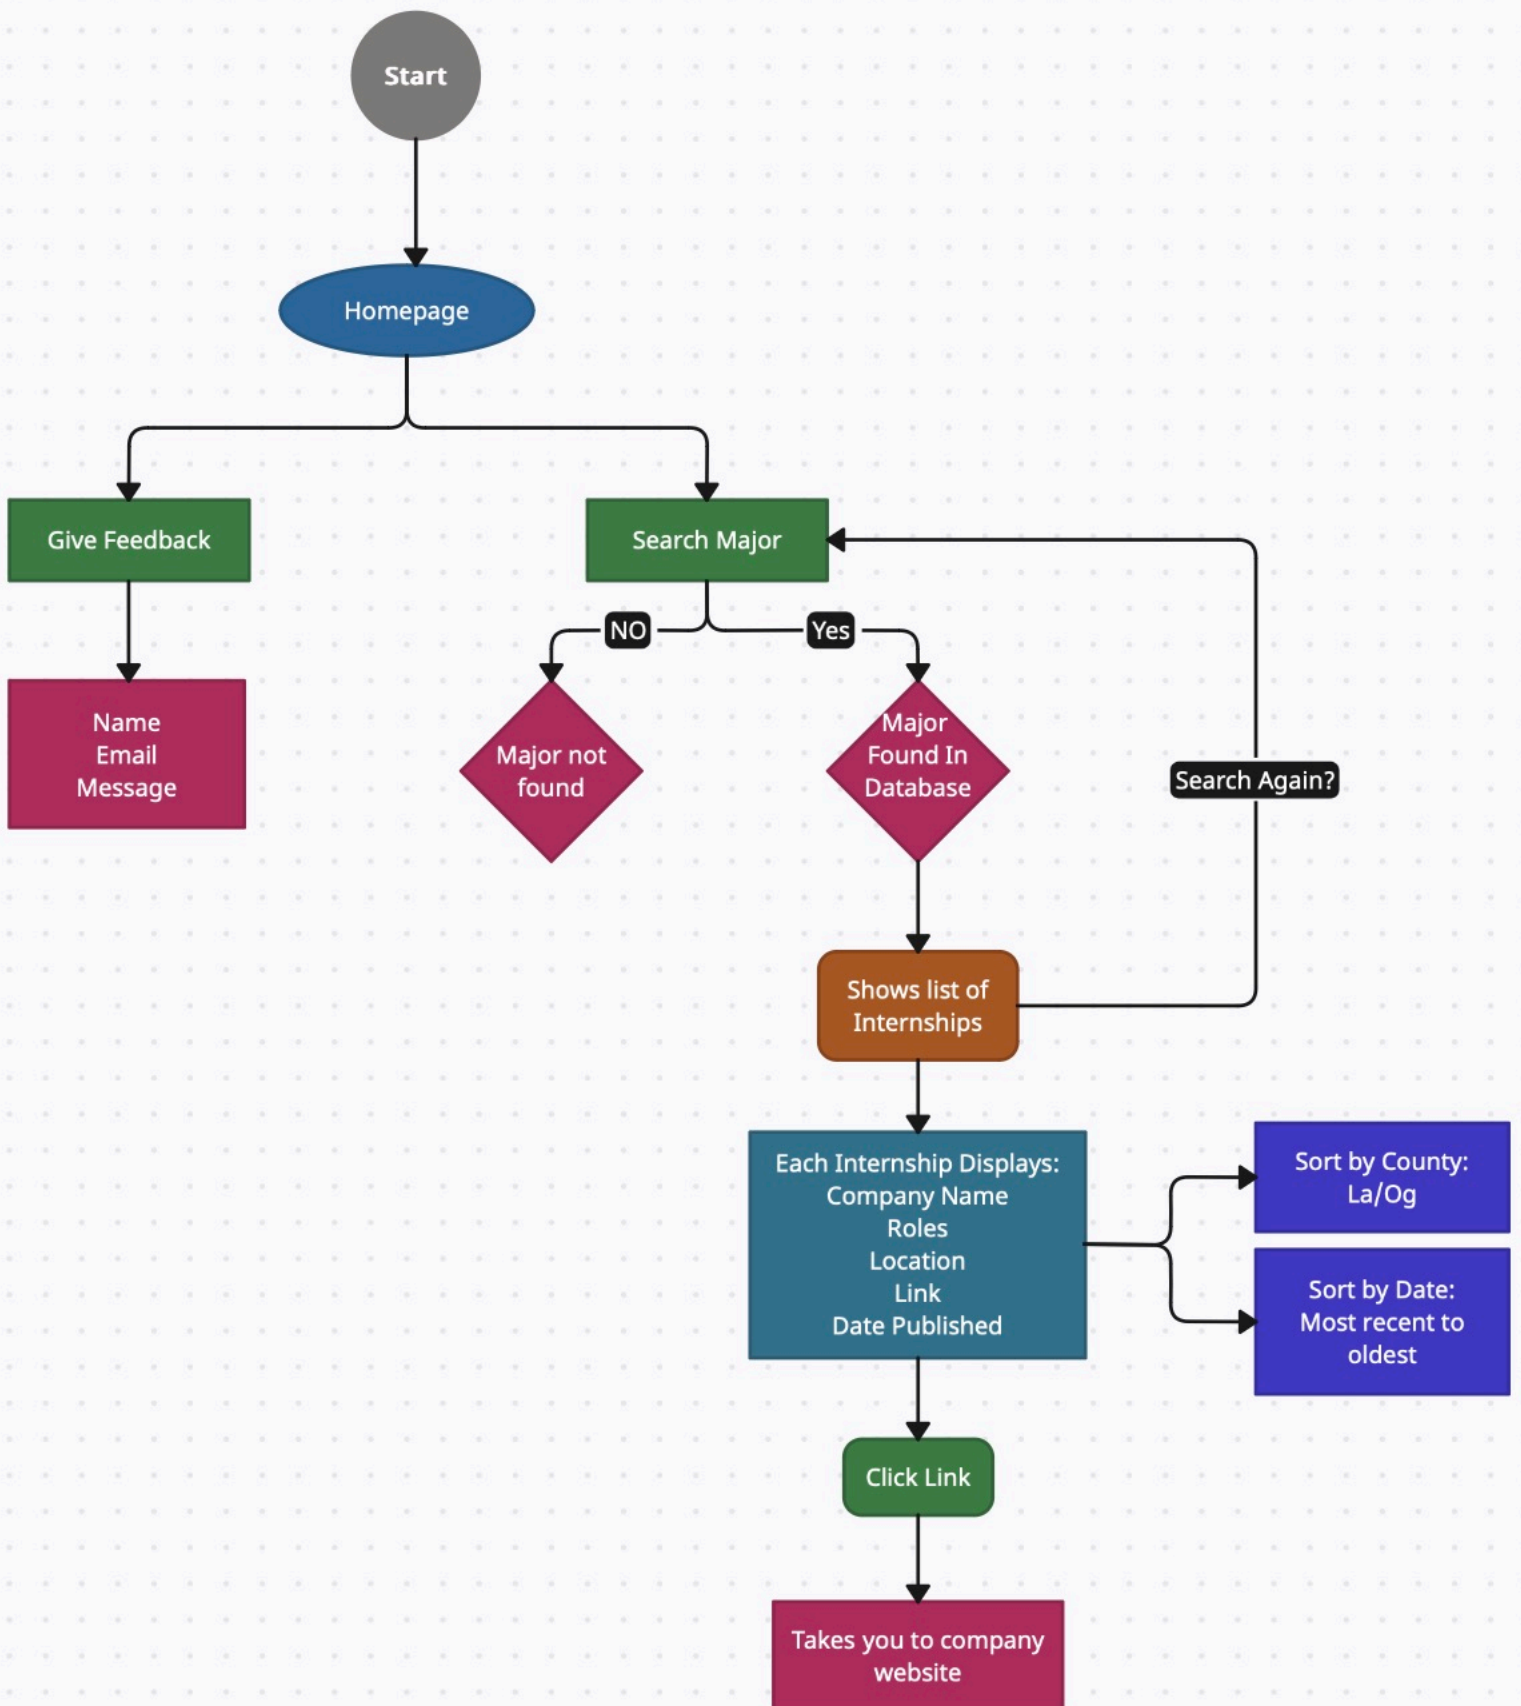 Start
Homepage
Give Feedback
Search Major
NO
Yes
Name
Email
Message
Major not
found
Major
Found In
Database
Search Again?
Shows list of
Internships
Each Internship Displays:
Company Name
Roles
Location
Link
Date Published
Sort by County:
La/Og
Sort by Date:
Most recent to
oldest
Click Link
Takes you to company
website